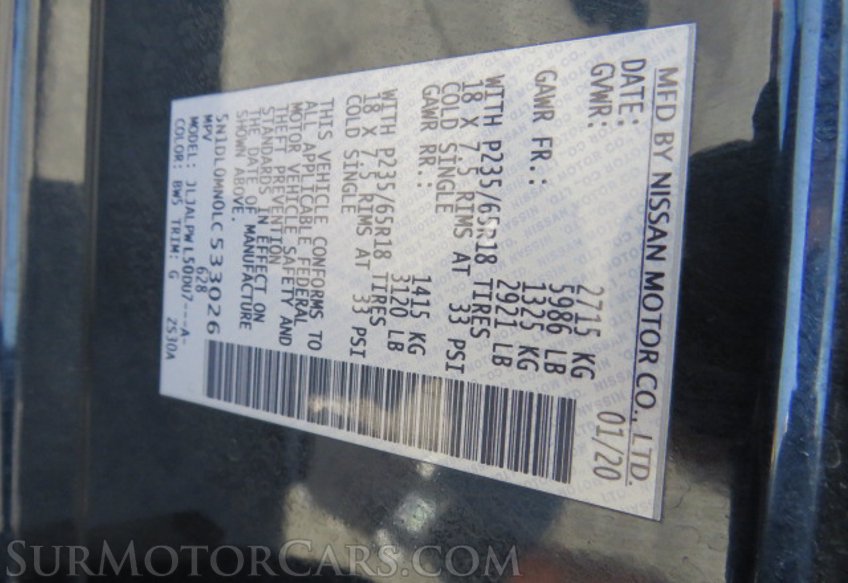 MFD BY NISSAN MOTOR CO., LTD.
DATE: 01/20
GVWR: 2715 KG
5986 LB
GAWR FR.: 1325 KG
2921 LB
WITH P235/65R18 TIRES
18 X 7.5 RIMS AT 33 PSI
COLD SINGLE
GAWR RR.: 1415 KG
3120 LB
WITH P235/65R18 TIRES
18 X 7.5 RIMS AT 33 PSI
COLD SINGLE
THIS VEHICLE CONFORMS TO
ALL APPLICABLE FEDERAL
MOTOR VEHICLE SAFETY AND
THEFT PREVENTION
STANDARDS IN EFFECT ON
THE DATE OF MANUFACTURE
SHOWN ABOVE.
5N1DL0MN0LC533026
MPV 628
MODEL: JLJALPWL50DU7---A-
COLOR: BW5 TRIM: G ZS30A
SurMotorCars.com